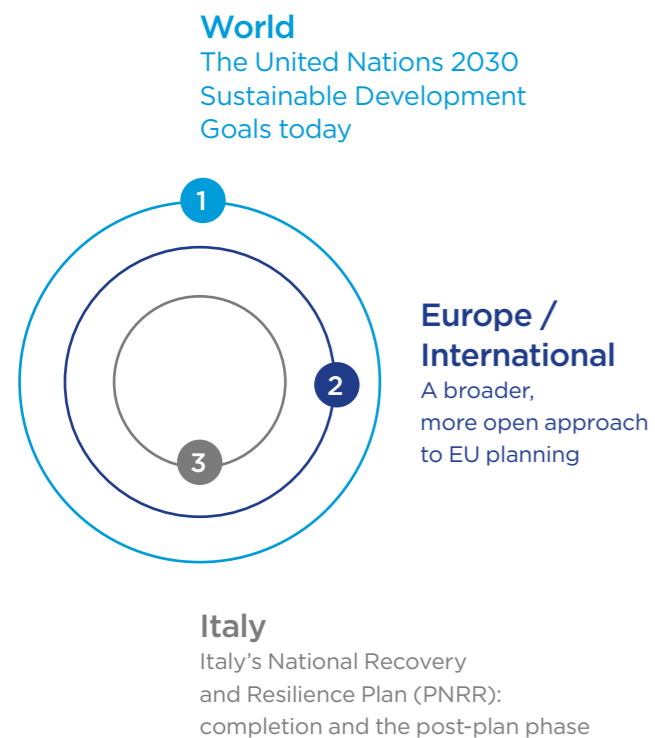 World
The United Nations 2030
Sustainable Development
Goals today
1
Europe /
International
A broader,
more open approach
to EU planning
2
3
Italy
Italy’s National Recovery
and Resilience Plan (PNRR):
completion and the post-plan phase